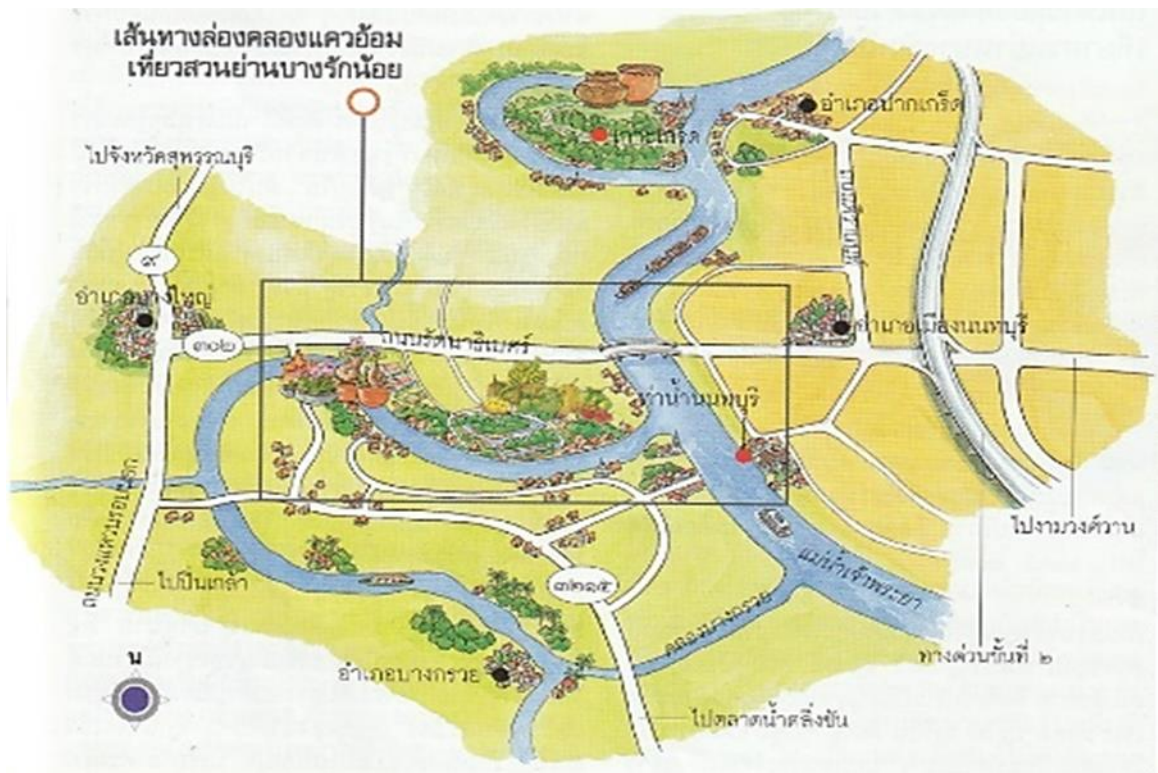 เส้นทางล่องคลองแควอ้อม
เที่ยวสวนย่านบางรักน้อย
อำเภอปากเกร็ด
เกาะเกร็ด
ไปจังหวัดสุพรรณบุรี
๙
อำเภอบางใหญ่
๓๐๒
ถนนรัตนาธิเบศร์
อำเภอเมืองนนทบุรี
ท่าน้ำนนทบุรี
ไปงามวงศ์วาน
ไปปิ่นเกล้า
๓๒๑๕
แม่น้ำเจ้าพระยา
คลองบางกรวย
ทางด่วนขั้นที่ ๒
น
อำเภอบางกรวย
ไปตลาดน้ำตลิ่งชัน